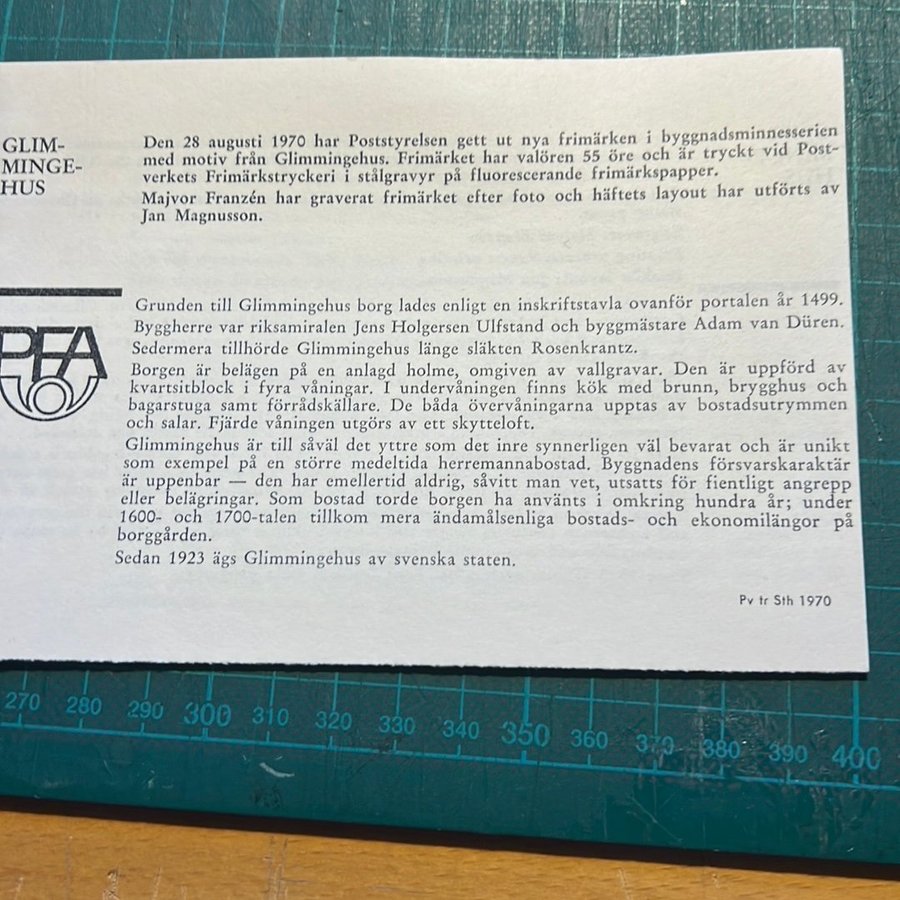 GLIM-
MINGE-
HUS
Den 28 augusti 1970 har Poststyrelsen gett ut nya frimärken i byggnadsminnesserien
med motiv från Glimmingehus. Frimärket har valören 55 öre och är tryckt vid Post-
verkets Frimärkstryckeri i stålgravyr på fluorescerande frimärkspapper.
Majvor Franzén har graverat frimärket efter foto och häftets layout har utförts av
Jan Magnusson.
PFA
Grunden till Glimmingehus borg lades enligt en inskriftstavla ovanför portalen år 1499.
Byggherre var riksamiralen Jens Holgersen Ulfstand och byggmästare Adam van Düren.
Sedermera tillhörde Glimmingehus länge släkten Rosenkrantz.
Borgen är belägen på en anlagd holme, omgiven av vallgravar. Den är uppförd av
kvartsitblock i fyra våningar. I undervåningen finns kök med brunn, brygghus och
bagarstuga samt förrådskällare. De båda övervåningarna upptas av bostadsutrymmen
och salar. Fjärde våningen utgörs av ett skytteloft.
Glimmingehus är till såväl det yttre som det inre synnerligen väl bevarat och är unikt
som exempel på en större medeltida herremannabostad. Byggnadens försvarskaraktär
är uppenbar — den har emellertid aldrig, såvitt man vet, utsatts för fientligt angrepp
eller belägringar. Som bostad torde borgen ha använts i omkring hundra år; under
1600- och 1700-talen tillkom mera ändamålsenliga bostads- och ekonomilängor på
borggården.
Sedan 1923 ägs Glimmingehus av svenska staten.
Pv tr Sth 1970
270 280 290 300 310 320 330 340 350 360 370 380 390 400